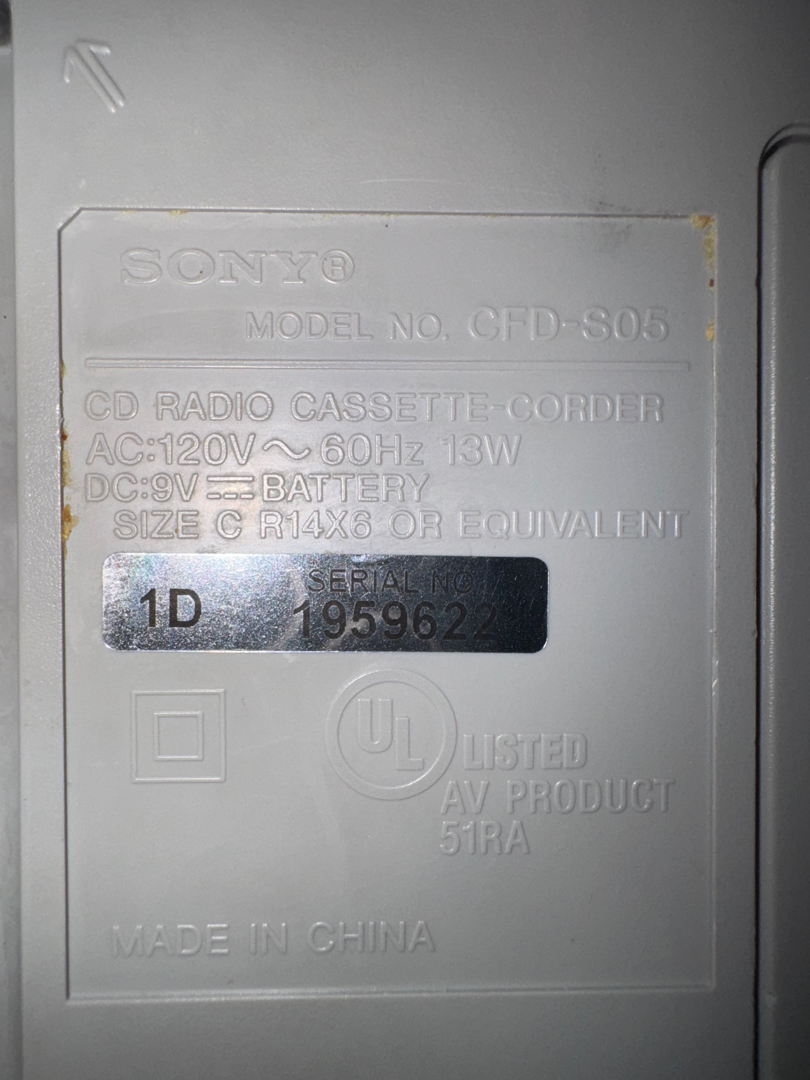 SONY®
MODEL NO. CFD-S05
CD RADIO CASSETTE-CORDER
AC:120V ~ 60Hz 13W
DC:9V ⎓ BATTERY
SIZE C R14X6 OR EQUIVALENT
SERIAL NO.
1D 1959622
UL LISTED
AV PRODUCT
51RA
MADE IN CHINA